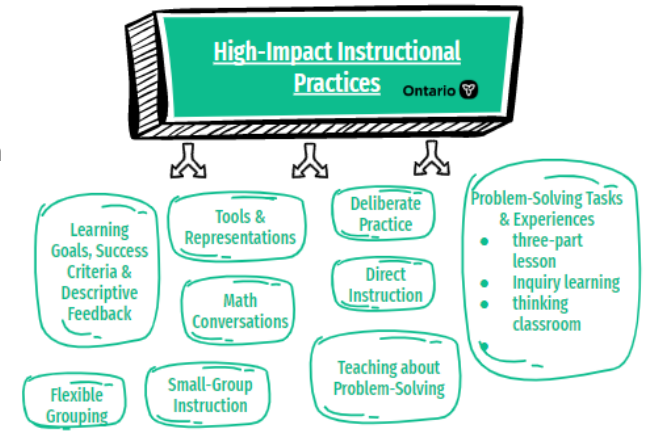 High-Impact Instructional
Practices
Ontario
Learning
Goals, Success
Criteria &
Descriptive
Feedback
Tools &
Representations
Deliberate
Practice
Problem-Solving Tasks
& Experiences
● three-part
lesson
● Inquiry learning
● thinking
classroom
●
Math
Conversations
Direct
Instruction
Flexible
Grouping
Small-Group
Instruction
Teaching about
Problem-Solving